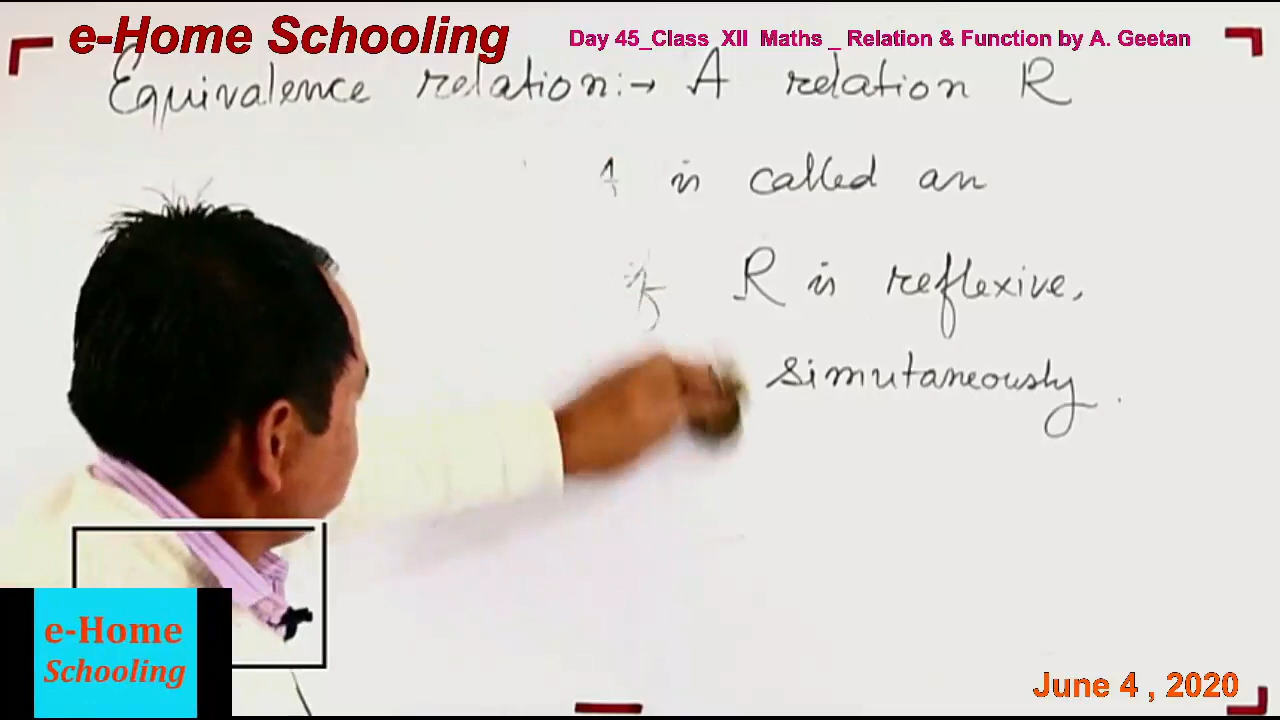 e-Home Schooling
Day 45_Class XII Maths _ Relation & Function by A. Geetan
Equivalence relation:→ A relation R
is called an
if R is reflexive,
simutaneously.
e-Home
Schooling
June 4 , 2020